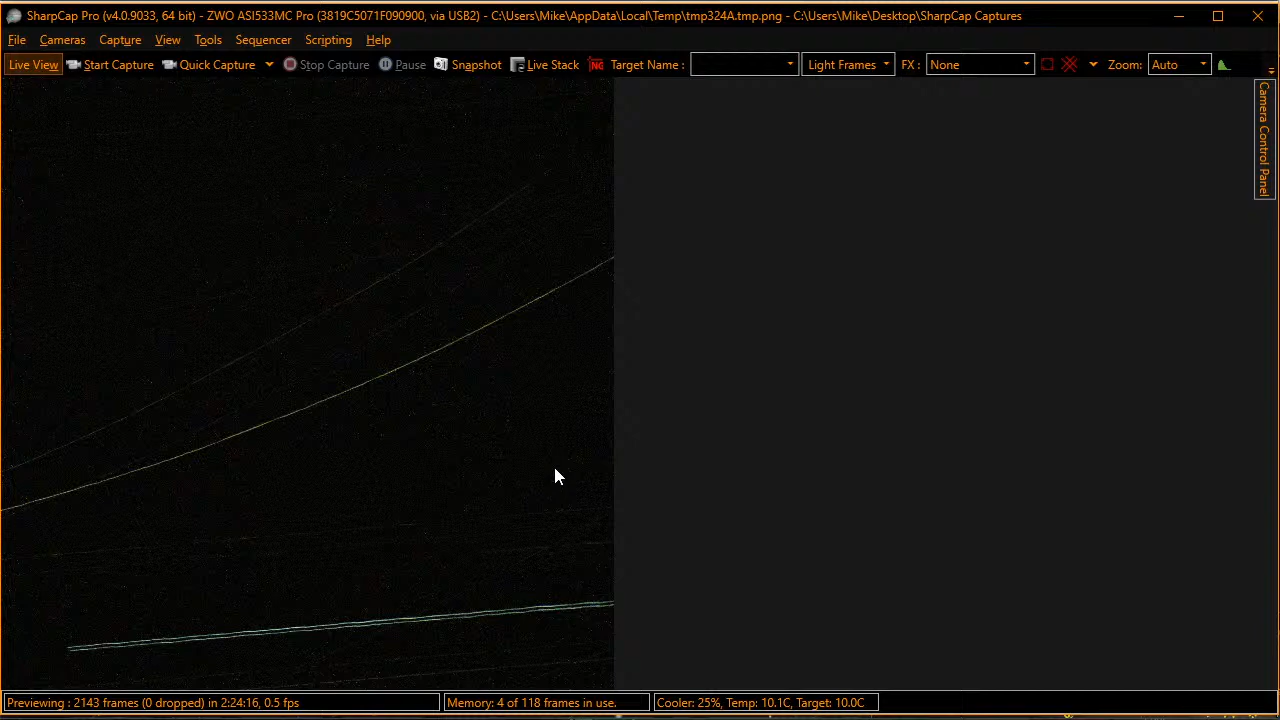 SharpCap Pro (v4.0.9033, 64 bit) - ZWO ASI533MC Pro (3819C5071F090900, via USB2) - C:\Users\Mike\AppData\Local\Temp\tmp324A.tmp.png - C:\Users\Mike\Desktop\SharpCap Captures
File Cameras Capture View Tools Sequencer Scripting Help
Live View Start Capture Quick Capture Stop Capture Pause Snapshot Live Stack NG Target Name : Light Frames FX : None Zoom: Auto
Camera Control Panel
Previewing : 2143 frames (0 dropped) in 2:24:16, 0.5 fps Memory: 4 of 118 frames in use. Cooler: 25%, Temp: 10.1C, Target: 10.0C